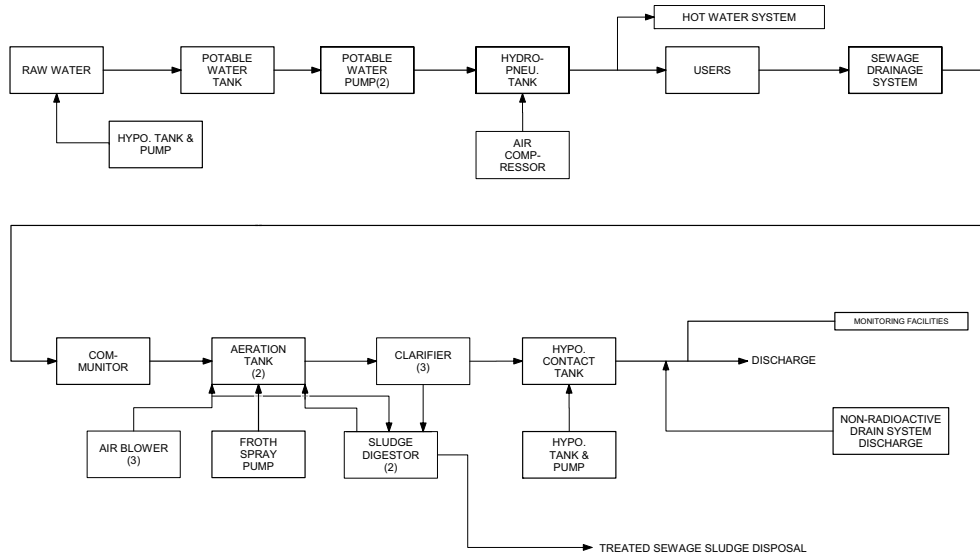 HOT WATER SYSTEM
RAW WATER
POTABLE
WATER
TANK
POTABLE
WATER
PUMP(2)
HYDRO-
PNEU.
TANK
USERS
SEWAGE
DRAINAGE
SYSTEM
HYPO. TANK &
PUMP
AIR
COMP-
RESSOR
MONITORING FACILITIES
COM-
MUNITOR
AERATION
TANK
(2)
CLARIFIER
(3)
HYPO.
CONTACT
TANK
DISCHARGE
AIR BLOWER
(3)
FROTH
SPRAY
PUMP
SLUDGE
DIGESTOR
(2)
HYPO.
TANK &
PUMP
NON-RADIOACTIVE
DRAIN SYSTEM
DISCHARGE
TREATED SEWAGE SLUDGE DISPOSAL